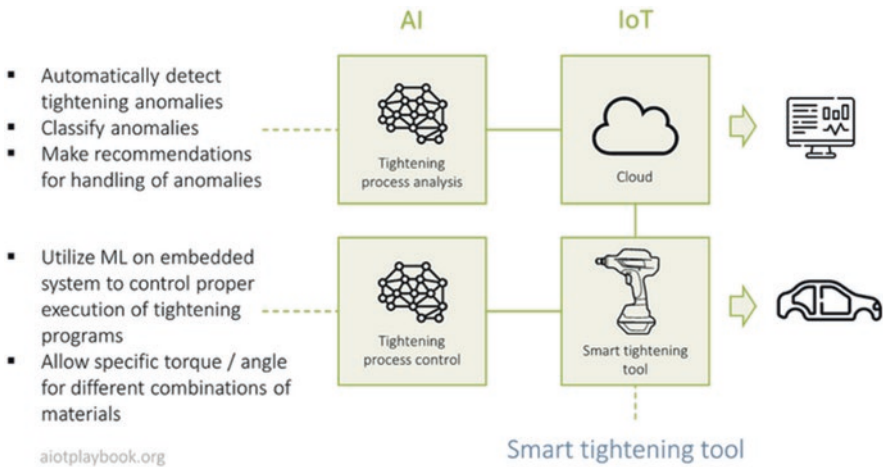 AI
IoT
▪ Automatically detect
tightening anomalies
▪ Classify anomalies
▪ Make recommendations
for handling of anomalies
Tightening
process analysis
Cloud
▪ Utilize ML on embedded
system to control proper
execution of tightening
programs
▪ Allow specific torque / angle
for different combinations of
materials
Tightening
process control
Smart tightening
tool
aiotplaybook.org
Smart tightening tool